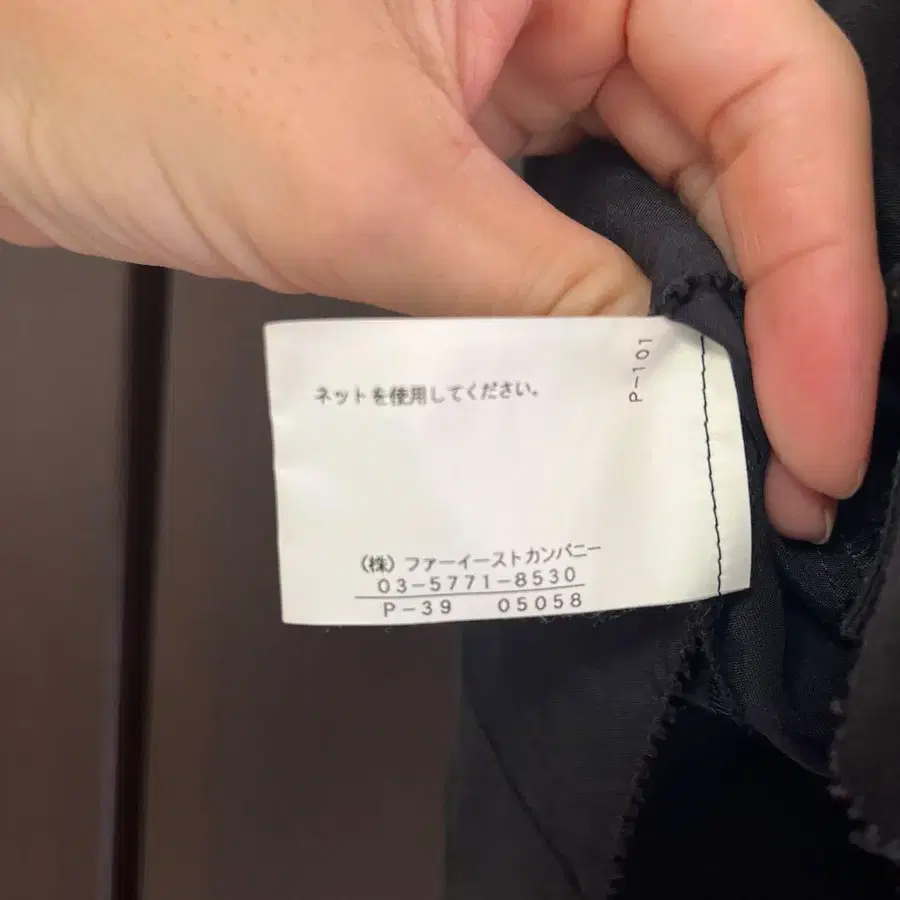 ネットを使用してください。
P-101
(株) ファーイーストカンパニー
03-5771-8530
P-39 05058